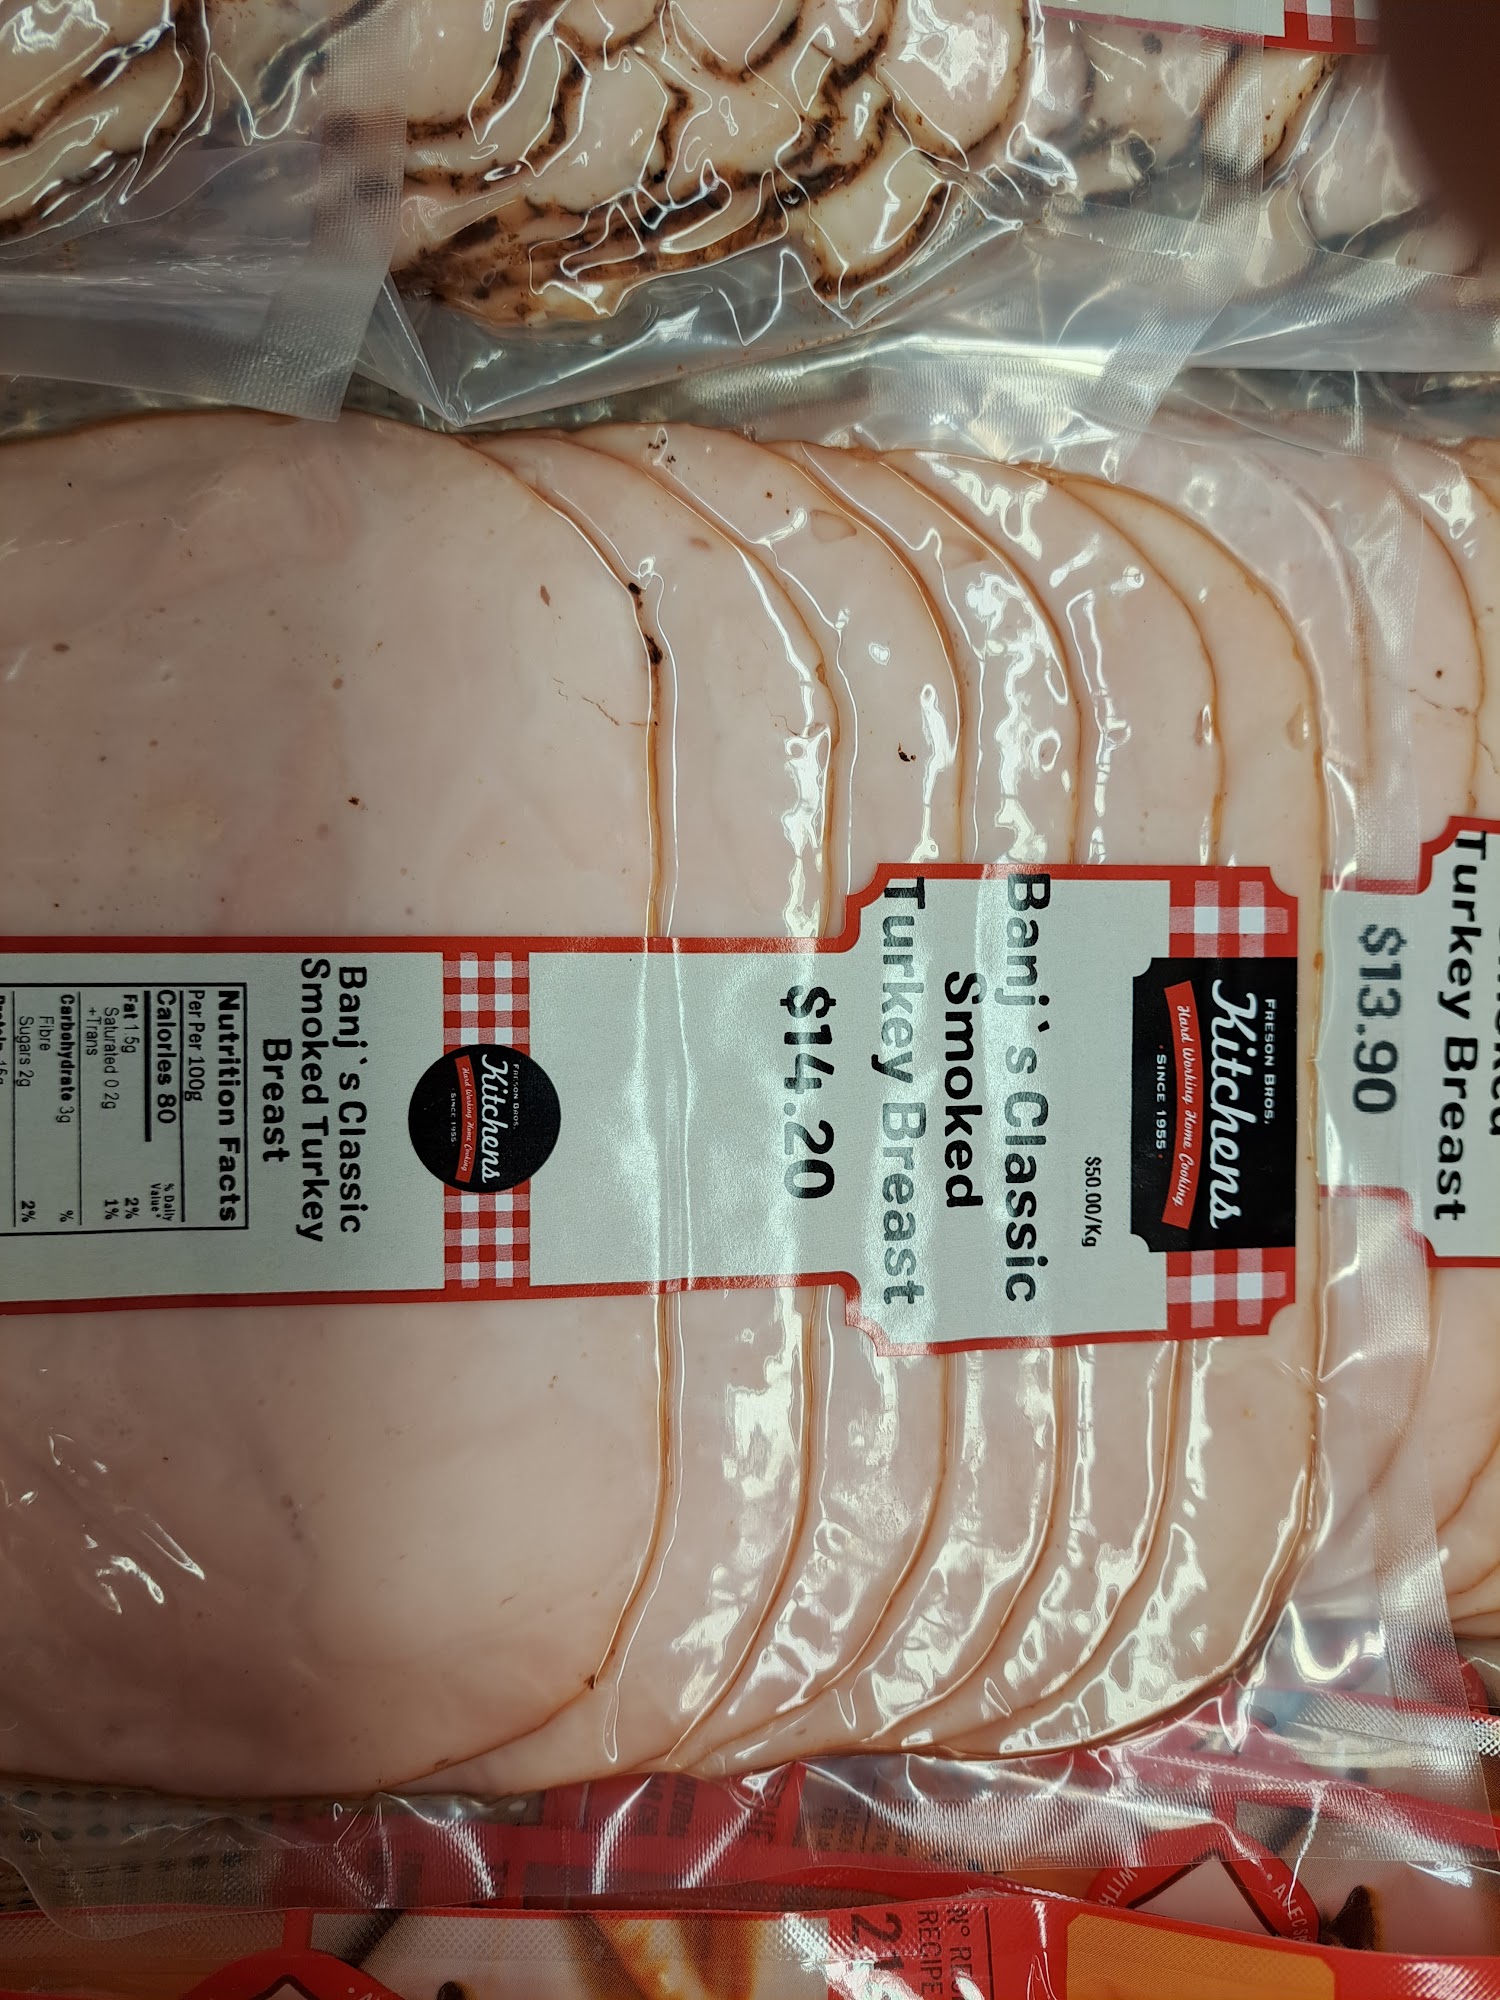 FRESON BROS.
Kitchens
Hard Working Home Cooking
· SINCE 1955 ·
$50.00/Kg
Banj`s Classic
Smoked
Turkey Breast
$14.20
FRESON BROS.
Kitchens
Hard Working Home Cooking
· SINCE 1955 ·
Banj`s Classic
Smoked Turkey
Breast
Nutrition Facts
Per Per 100g
Calories 80
% Daily
Value*
Fat 1.5g 2%
Saturated 0 2g 1%
+Trans
Carbohydrate 3g %
Fibre
Sugars 2g 2%
Turkey Breast
$13.90
RECIPE
WITH